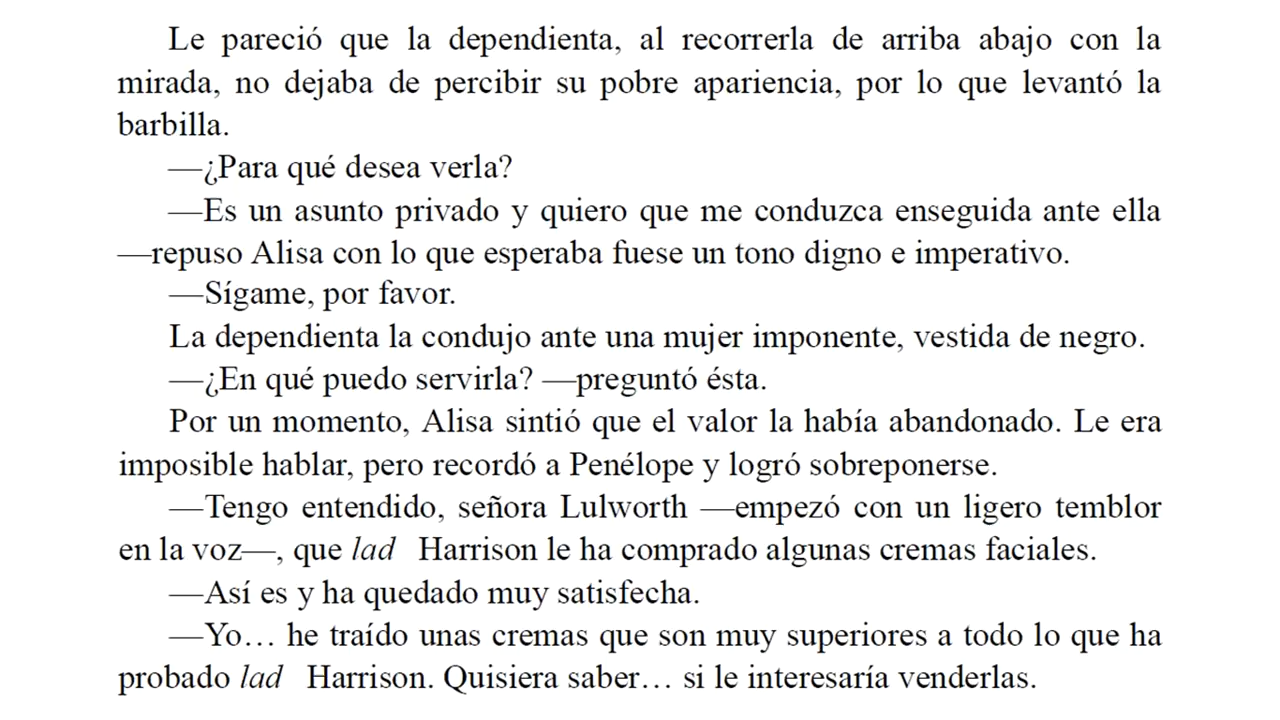 Le pareció que la dependienta, al recorrerla de arriba abajo con la
mirada, no dejaba de percibir su pobre apariencia, por lo que levantó la
barbilla.
—¿Para qué desea verla?
—Es un asunto privado y quiero que me conduzca enseguida ante ella
—repuso Alisa con lo que esperaba fuese un tono digno e imperativo.
—Sígame, por favor.
La dependienta la condujo ante una mujer imponente, vestida de negro.
—¿En qué puedo servirla? —preguntó ésta.
Por un momento, Alisa sintió que el valor la había abandonado. Le era
imposible hablar, pero recordó a Penélope y logró sobreponerse.
—Tengo entendido, señora Lulworth —empezó con un ligero temblor
en la voz—, que lad Harrison le ha comprado algunas cremas faciales.
—Así es y ha quedado muy satisfecha.
—Yo… he traído unas cremas que son muy superiores a todo lo que ha
probado lad Harrison. Quisiera saber… si le interesaría venderlas.